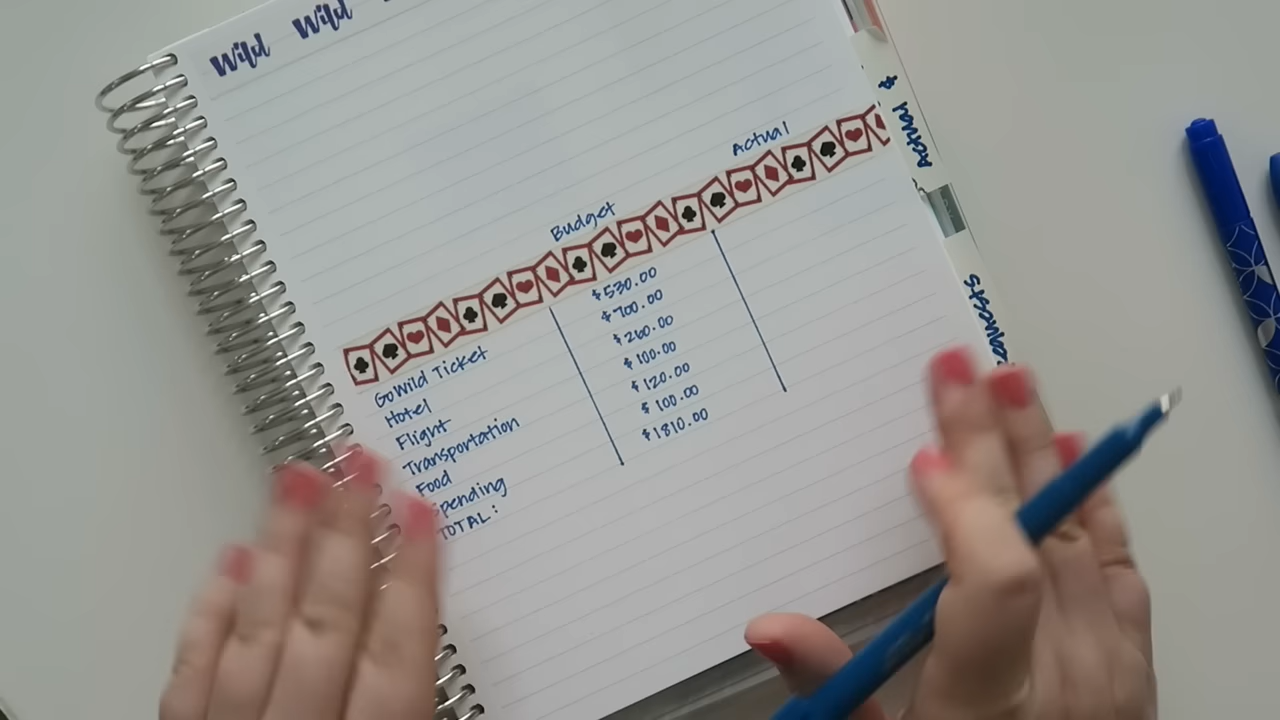 Wild Wild
Budget Actual
GoWild Ticket $530.00
Hotel $700.00
Flight $260.00
Transportation $100.00
Food $120.00
Spending $100.00
TOTAL: $1810.00
Actual $